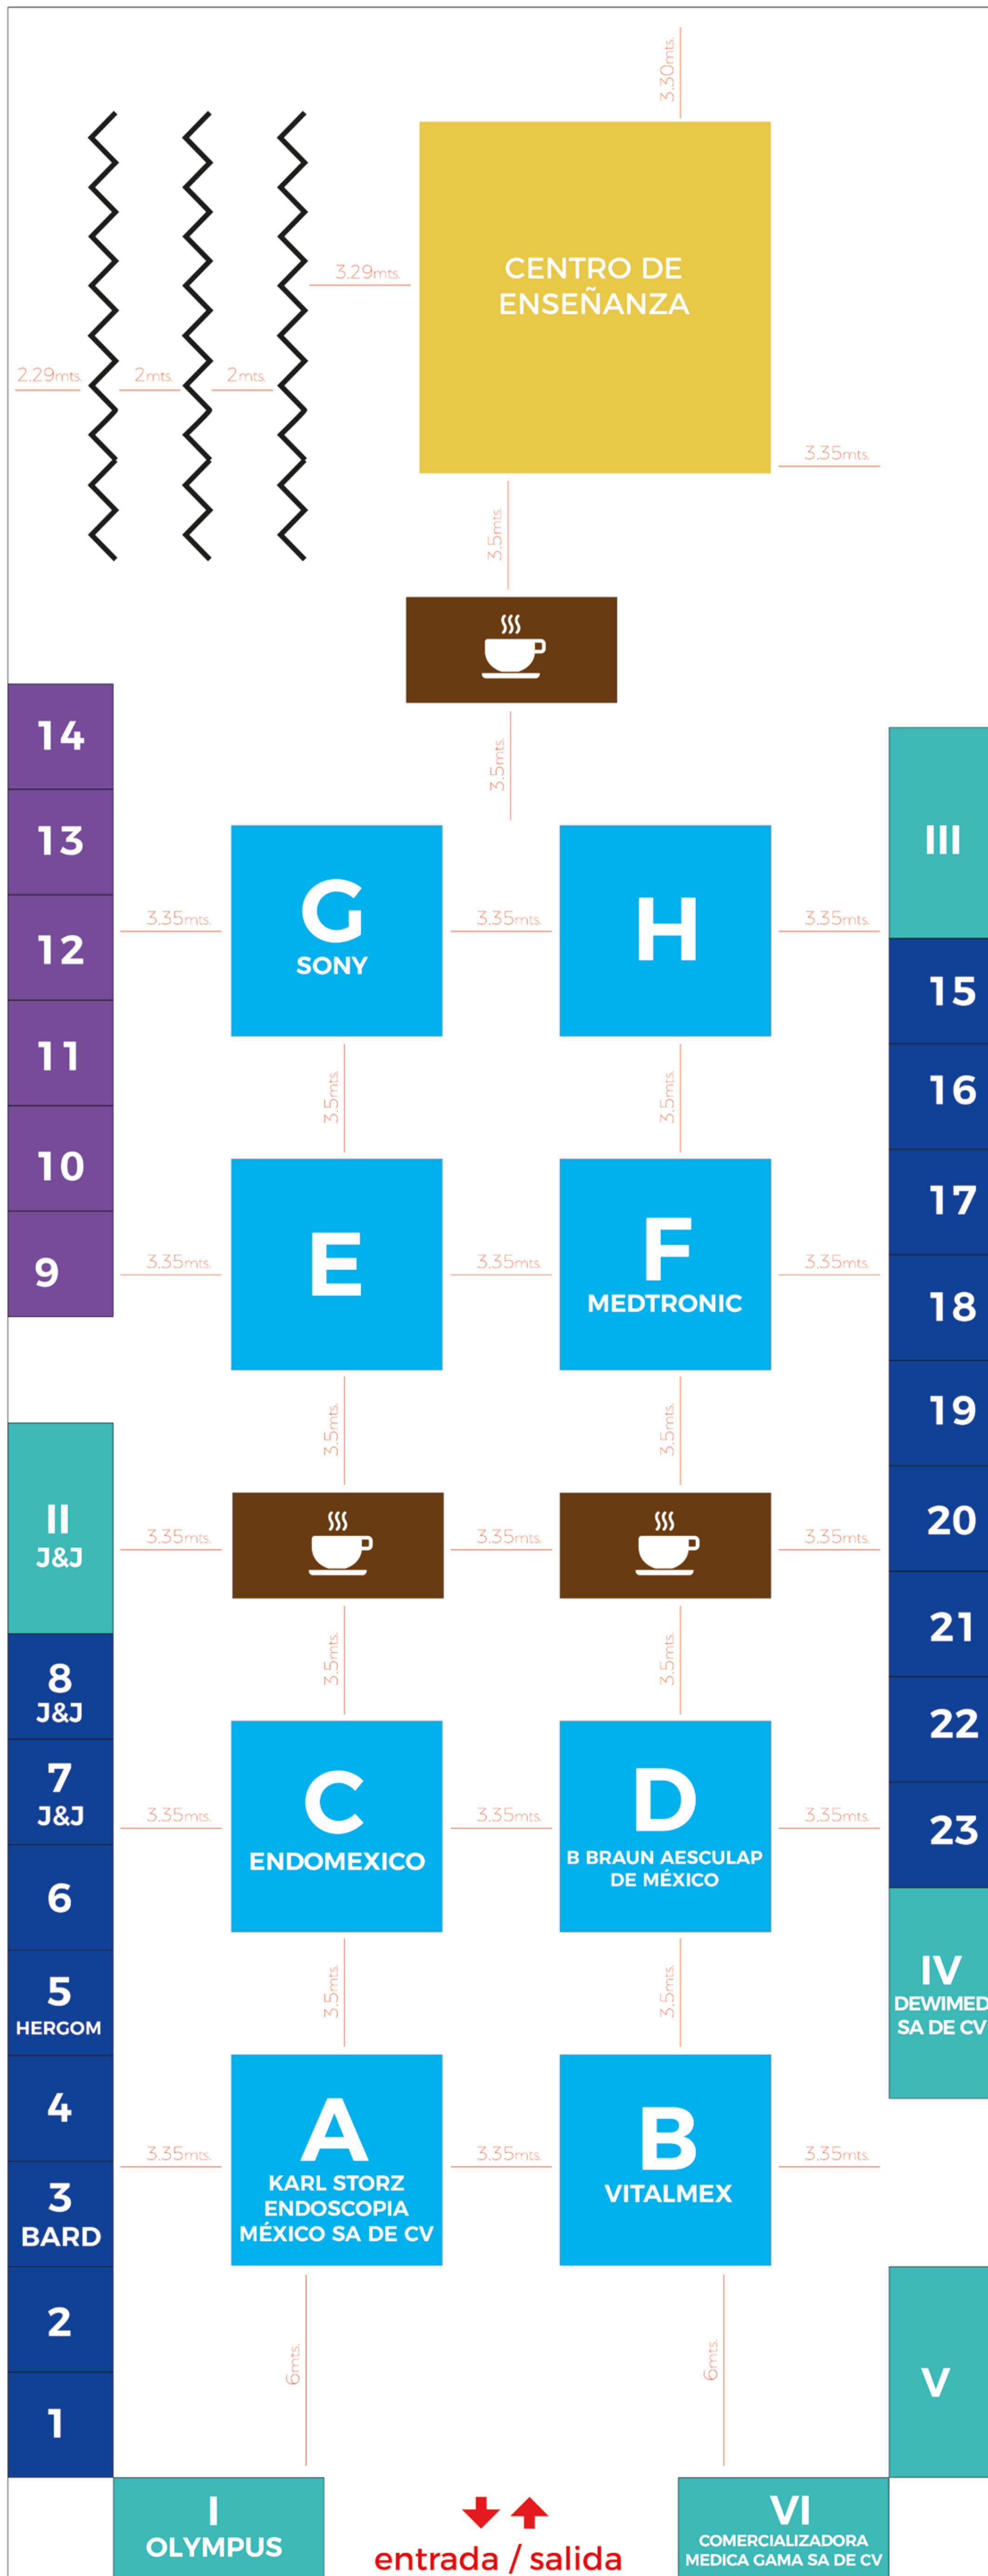 3.30mts.
CENTRO DE
ENSEÑANZA
3.29mts.
2.29mts.
2mts.
2mts.
3.35mts.
3.5mts.
14
3.5mts.
13
III
12
3.35mts.
G
SONY
3.35mts.
H
3.35mts.
15
11
3.5mts.
3.5mts.
16
10
17
9
3.35mts.
E
3.35mts.
F
MEDTRONIC
3.35mts.
18
3.5mts.
3.5mts.
19
II
J&J
3.35mts.
3.35mts.
3.35mts.
20
8
J&J
3.5mts.
3.5mts.
21
22
7
J&J
3.35mts.
C
ENDOMEXICO
3.35mts.
D
B BRAUN AESCULAP
DE MÉXICO
3.35mts.
23
6
5
HERGOM
3.5mts.
3.5mts.
IV
DEWIMED
SA DE CV
4
3.35mts.
A
KARL STORZ
ENDOSCOPIA
MÉXICO SA DE CV
3.35mts.
B
VITALMEX
3.35mts.
3
BARD
2
6mts.
6mts.
V
1
I
OLYMPUS
entrada / salida
VI
COMERCIALIZADORA
MEDICA GAMA SA DE CV